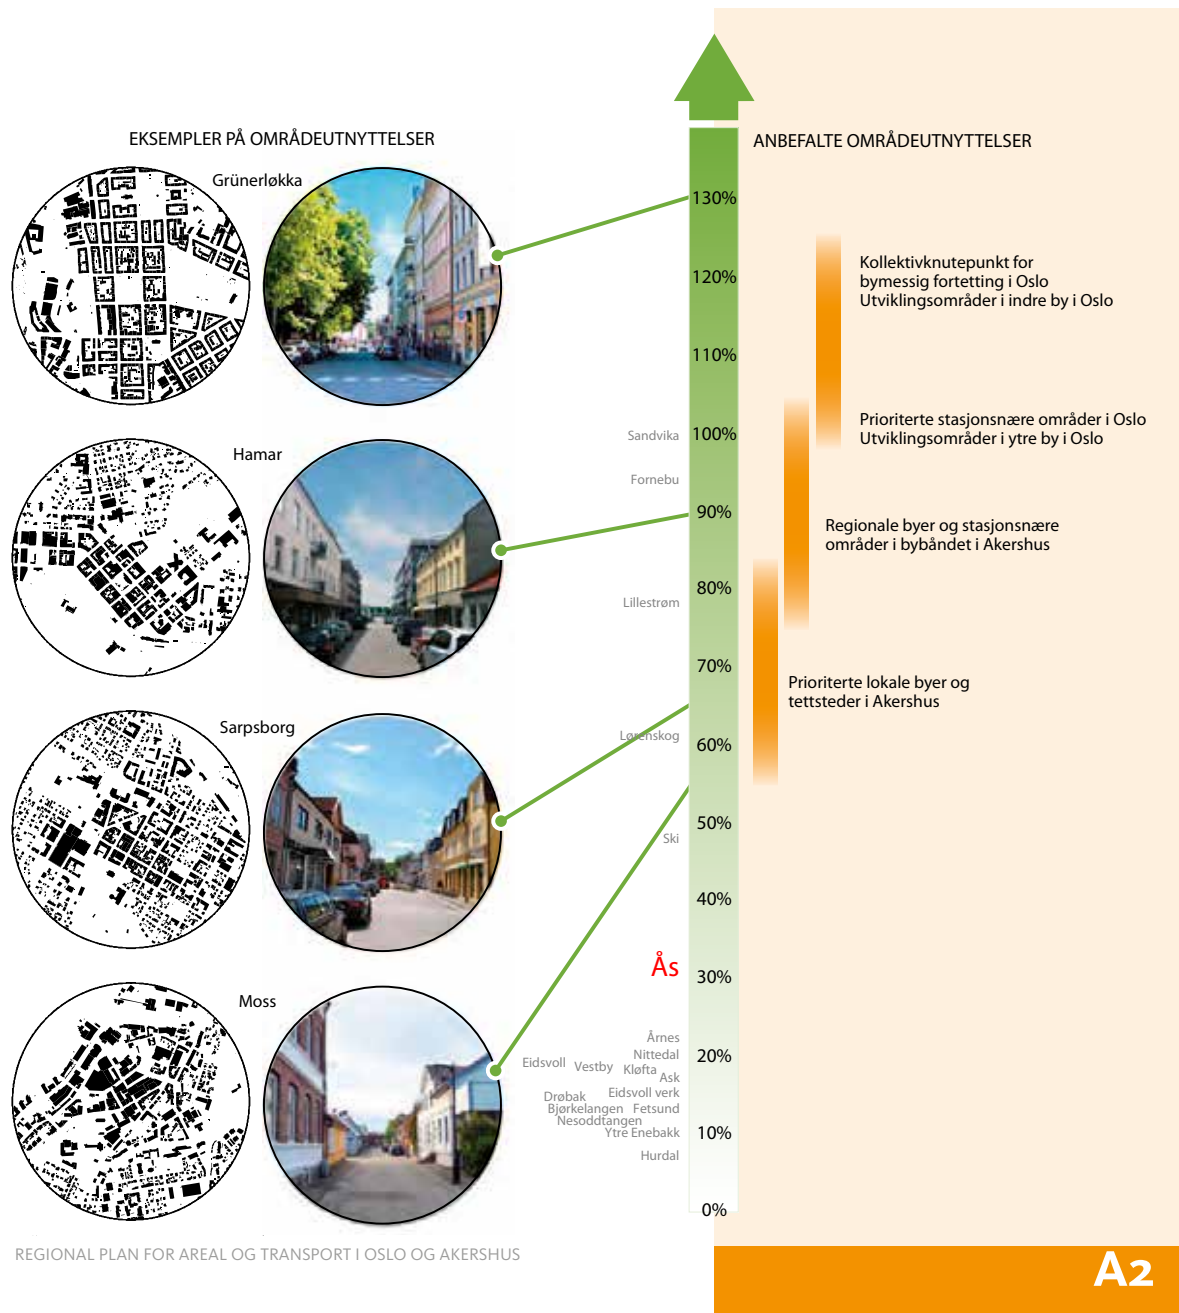 EKSEMPLER PÅ OMRÅDEUTNYTTELSER
Grünerløkka
Hamar
Sarpsborg
Moss
Sandvika
Fornebu
Lillestrøm
Lørenskog
Ski
Ås
Årnes
Nittedal
Eidsvoll
Vestby
Kløfta
Ask
Eidsvoll verk
Drøbak
Bjørkelangen
Fetsund
Nesoddtangen
Ytre Enebakk
Hurdal
130%
120%
110%
100%
90%
80%
70%
60%
50%
40%
30%
20%
10%
0%
ANBEFALTE OMRÅDEUTNYTTELSER
Kollektivknutepunkt for
bymessig fortetting i Oslo
Utviklingsområder i indre by i Oslo
Prioriterte stasjonsnære områder i Oslo
Utviklingsområder i ytre by i Oslo
Regionale byer og stasjonsnære
områder i bybåndet i Akershus
Prioriterte lokale byer og
tettsteder i Akershus
REGIONAL PLAN FOR AREAL OG TRANSPORT I OSLO OG AKERSHUS
A2